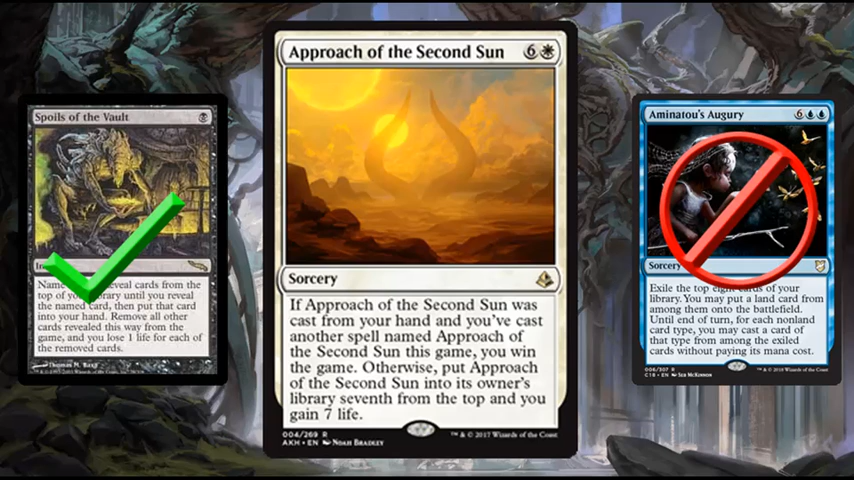 Spoils of the Vault
reveal cards from the
top of library until you reveal
the named card, then put that card
into your hand. Remove all other
cards revealed this way from the
game, and you lose 1 life for each of
the removed cards.
Approach of the Second Sun 6
Sorcery
If Approach of the Second Sun was
cast from your hand and you've cast
another spell named Approach of
the Second Sun this game, you win
the game. Otherwise, put Approach
of the Second Sun into its owner's
library seventh from the top and you
gain 7 life.
004/269 R
AKH • EN NOAH BRADLEY
™ & © 2017 Wizards of the Coast
Aminatou's Augury 6
Sorcery
Exile the top eight cards of your
library. You may put a land card from
among them onto the battlefield.
Until end of turn, for each nonland
card type, you may cast a card of
that type from among the exiled
cards without paying its mana cost.
006/307 R
C18 • EN SEB MCKINNON
™ & © 2018 Wizards of the Coast